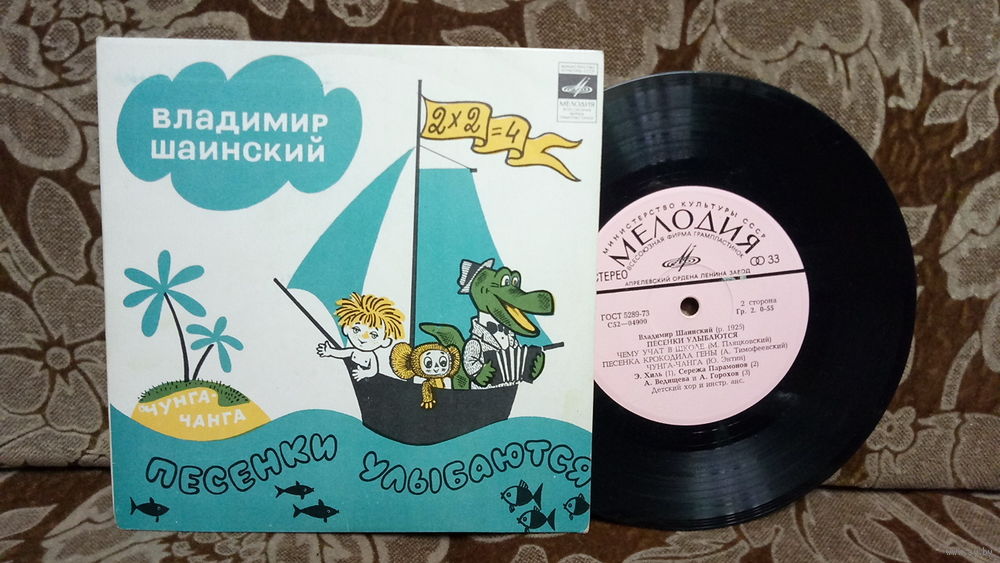 ВЛАДИМИР
ШАИНСКИЙ
МЕЛОДИЯ
2×2=4
ЧУНГА-
ЧАНГА
ПЕСЕНКИ УЛЫБАЮТСЯ
МИНИСТЕРСТВО КУЛЬТУРЫ СССР
МЕЛОДИЯ
ВСЕСОЮЗНАЯ ФИРМА ГРАМПЛАСТИНОК
СТЕРЕО
33
АПРЕЛЕВСКИЙ ОРДЕНА ЛЕНИНА ЗАВОД
ГОСТ 5289-73
С52—04900
2 сторона
Гр. 2. 0-55
Владимир Шаинский (р. 1925)
ПЕСЕНКИ УЛЫБАЮТСЯ
ЧЕМУ УЧАТ В ШКОЛЕ (М. Пляцковский)
ПЕСЕНКА КРОКОДИЛА ГЕНЫ (А. Тимофеевский)
ЧУНГА-ЧАНГА (Ю. Энтин)
Э. Хиль (1), Сережа Парамонов (2)
А. Ведищева и А. Горохов (3)
Детский хор и инстр. анс.